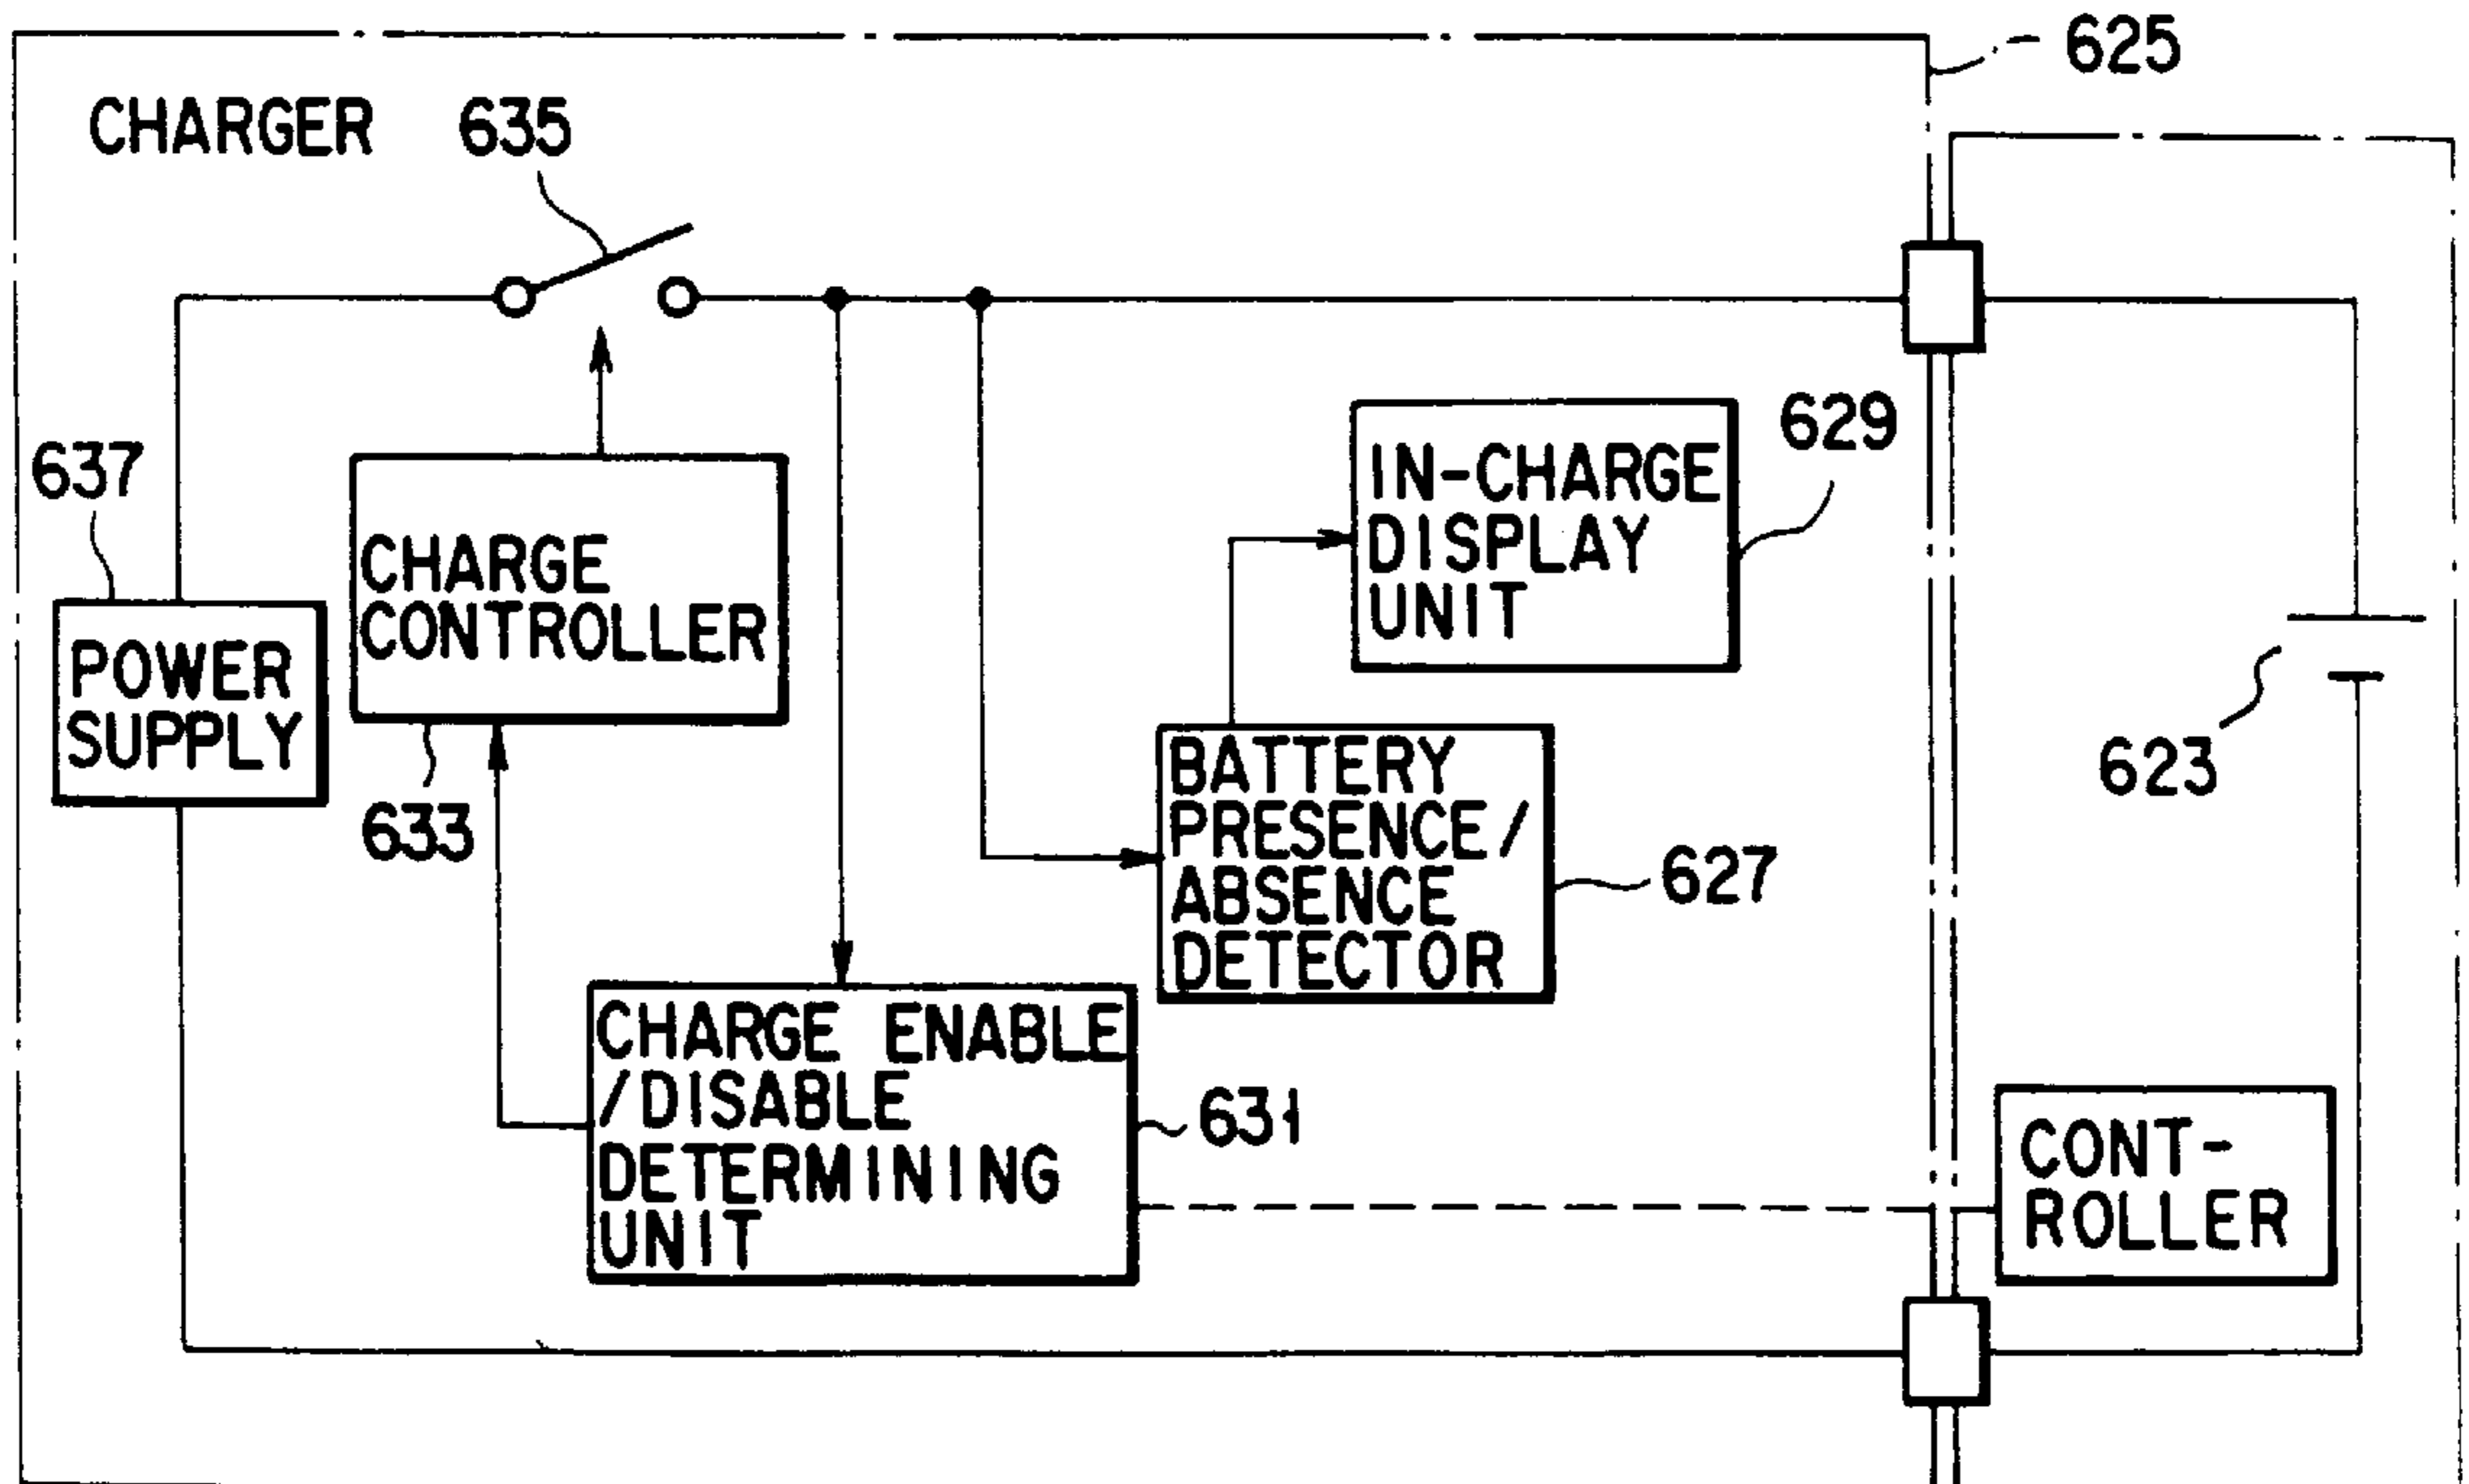 625
CHARGER
635
629
IN-CHARGE
DISPLAY
UNIT
637
CHARGE
CONTROLLER
POWER
SUPPLY
633
623
BATTERY
PRESENCE/
ABSENCE
DETECTOR
627
CHARGE ENABLE
/DISABLE
DETERMINING
UNIT
631
CONT-
ROLLER